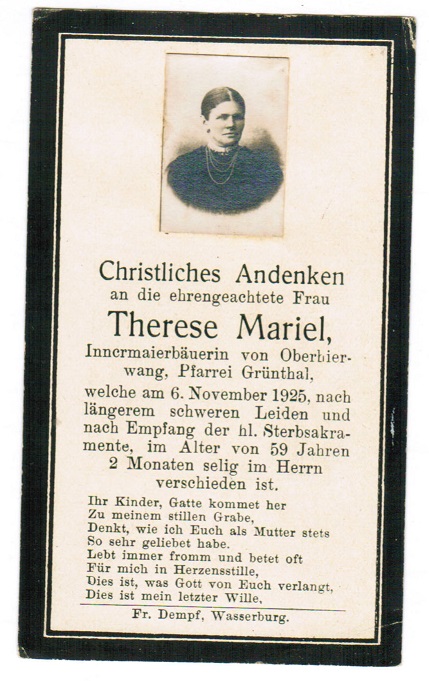 Christliches Andenken
an die ehrengeachtete Frau
Therese Mariel,
Innermaierbäuerin von Oberbier-
wang, Pfarrei Grünthal,
welche am 6. November 1925, nach
längerem schweren Leiden und
nach Empfang der hl. Sterbsakra-
mente, im Alter von 59 Jahren
2 Monaten selig im Herrn
verschieden ist.
Ihr Kinder, Gatte kommet her
Zu meinem stillen Grabe,
Denkt, wie ich Euch als Mutter stets
So sehr geliebet habe.
Lebt immer fromm und betet oft
Für mich in Herzensstille,
Dies ist, was Gott von Euch verlangt,
Dies ist mein letzter Wille.
Fr. Dempf, Wasserburg.